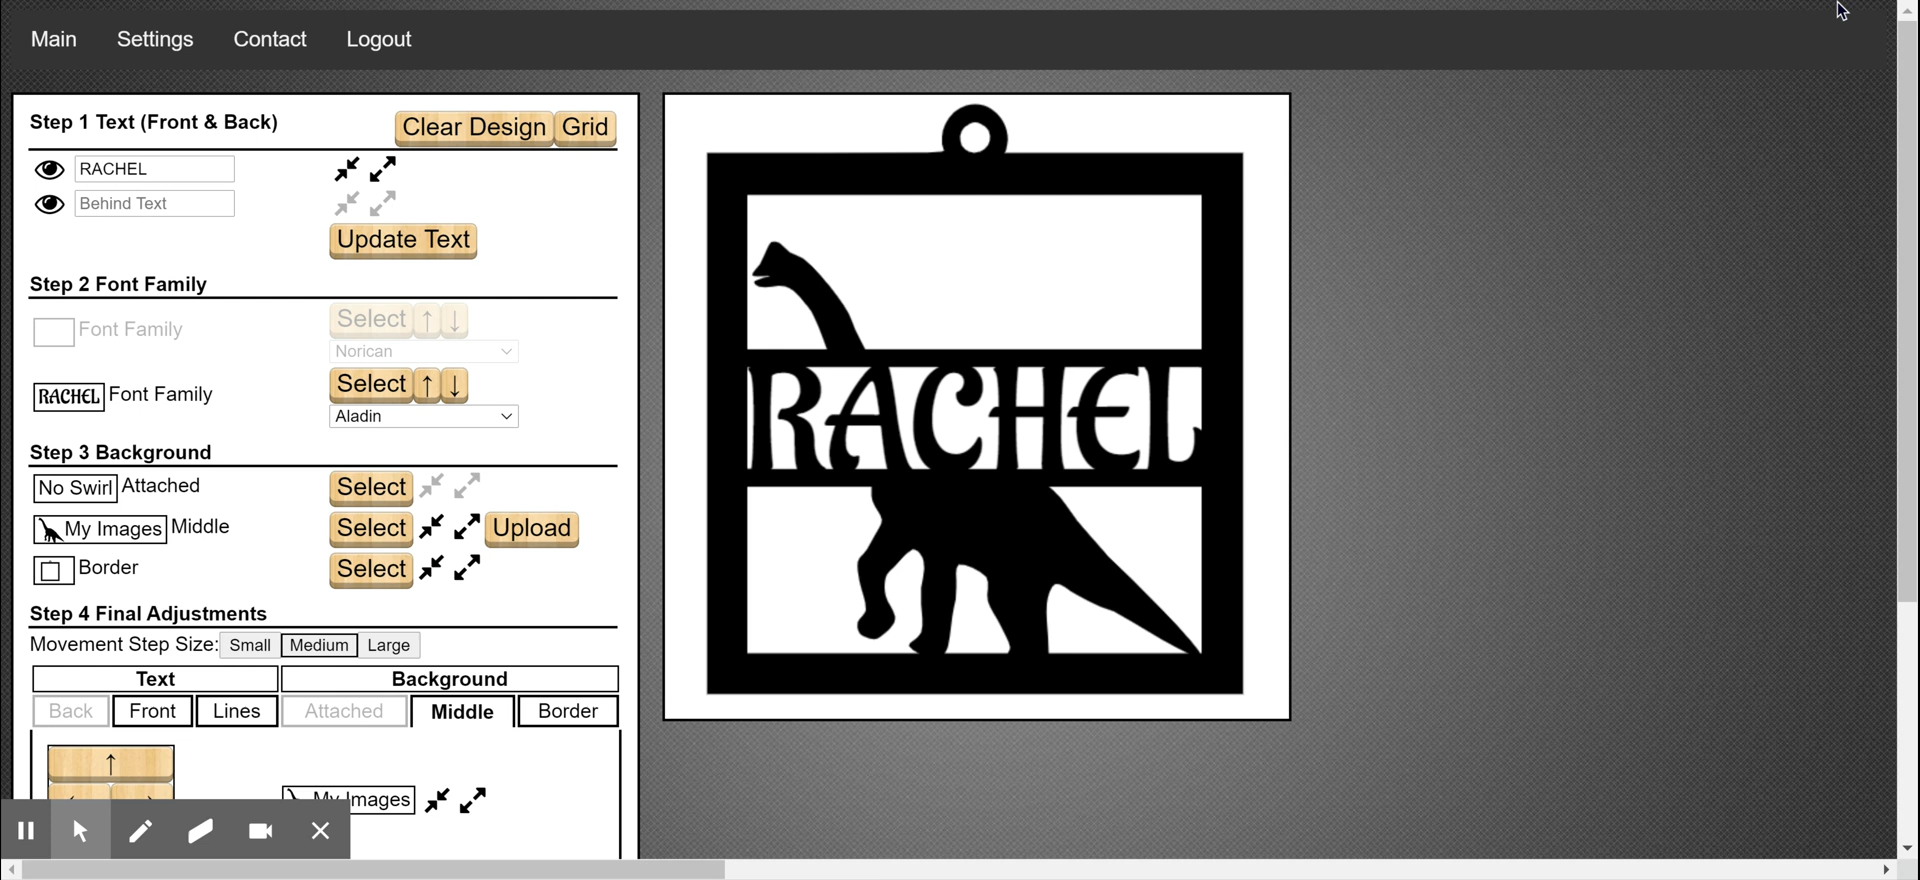 Main Settings Contact Logout
Step 1 Text (Front & Back)
Clear Design Grid
RACHEL
Behind Text
Update Text
Step 2 Font Family
Font Family Select ↑ ↓
Norican
RACHEL Font Family Select ↑ ↓
Aladin
Step 3 Background
No Swirl Attached Select
My Images Middle Select Upload
Border Select
Step 4 Final Adjustments
Movement Step Size: Small Medium Large
Text Background
Back Front Lines Attached Middle Border
↑
My Images
RACHEL